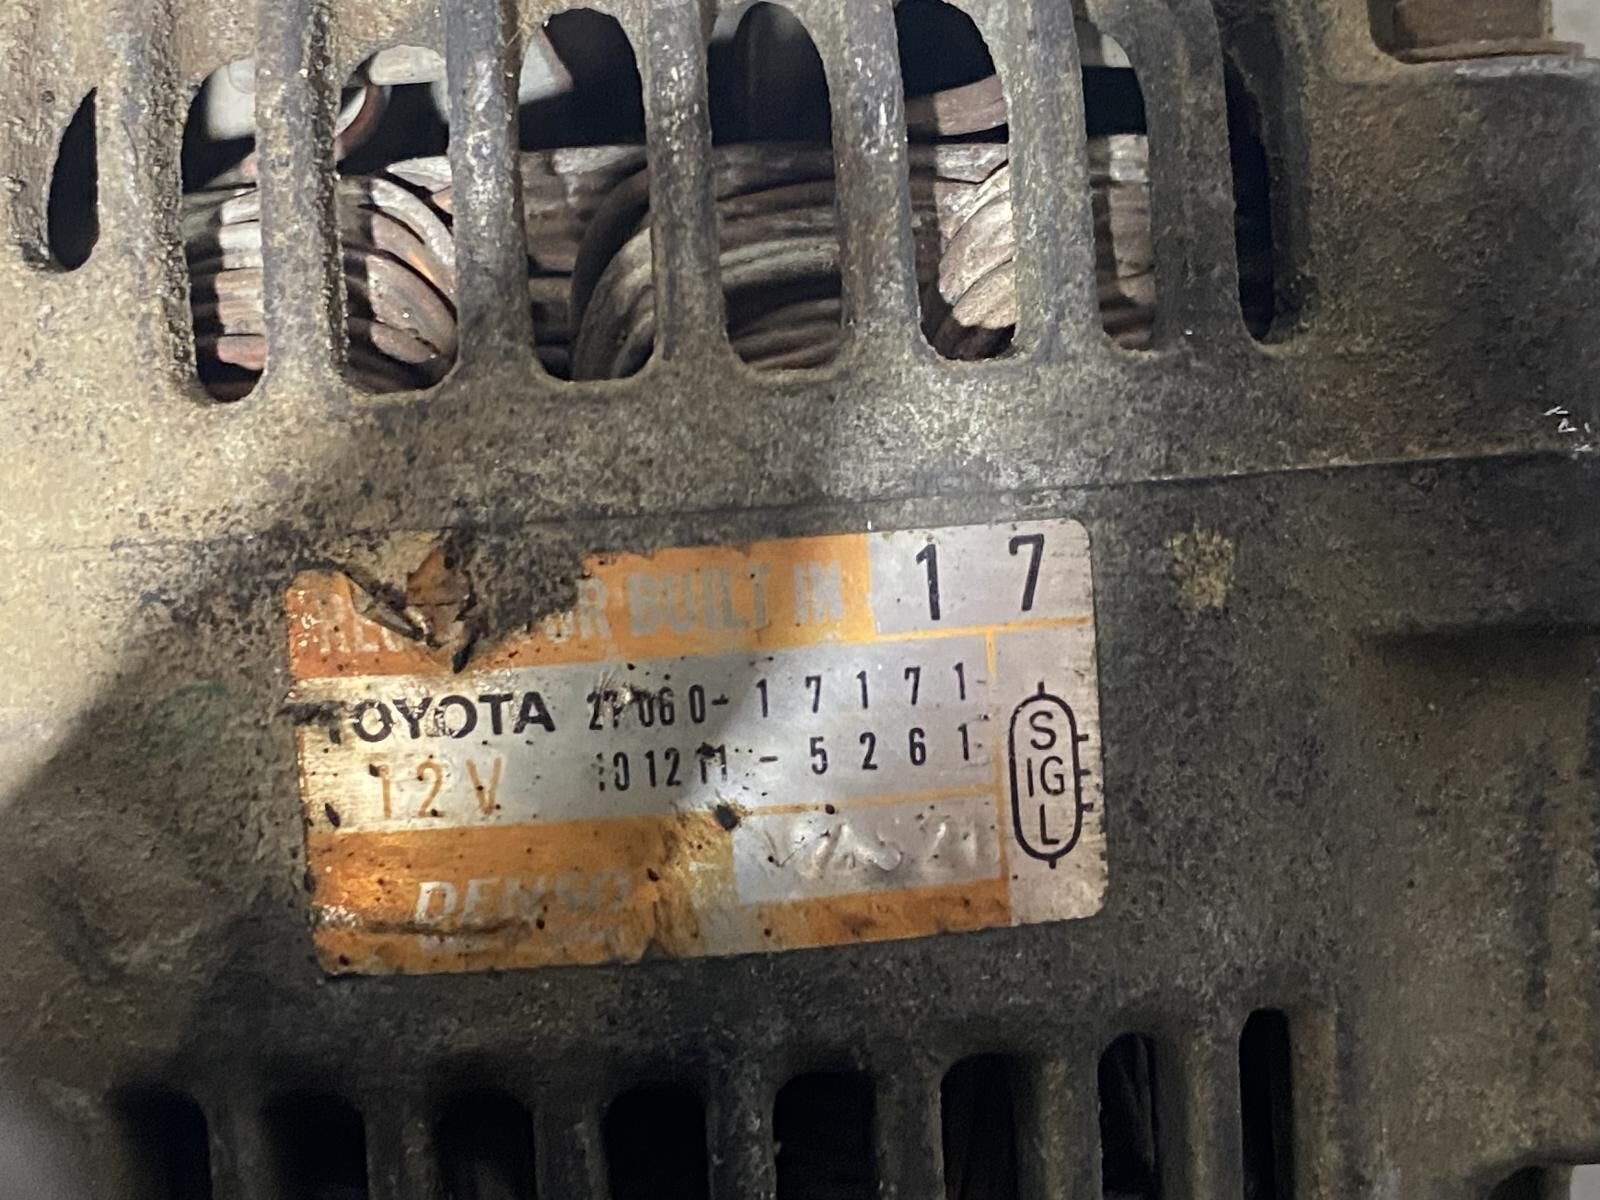 BUILT IN
17
TOYOTA 27060-17171
12V 101211-5261
DENSO
S
IG
L